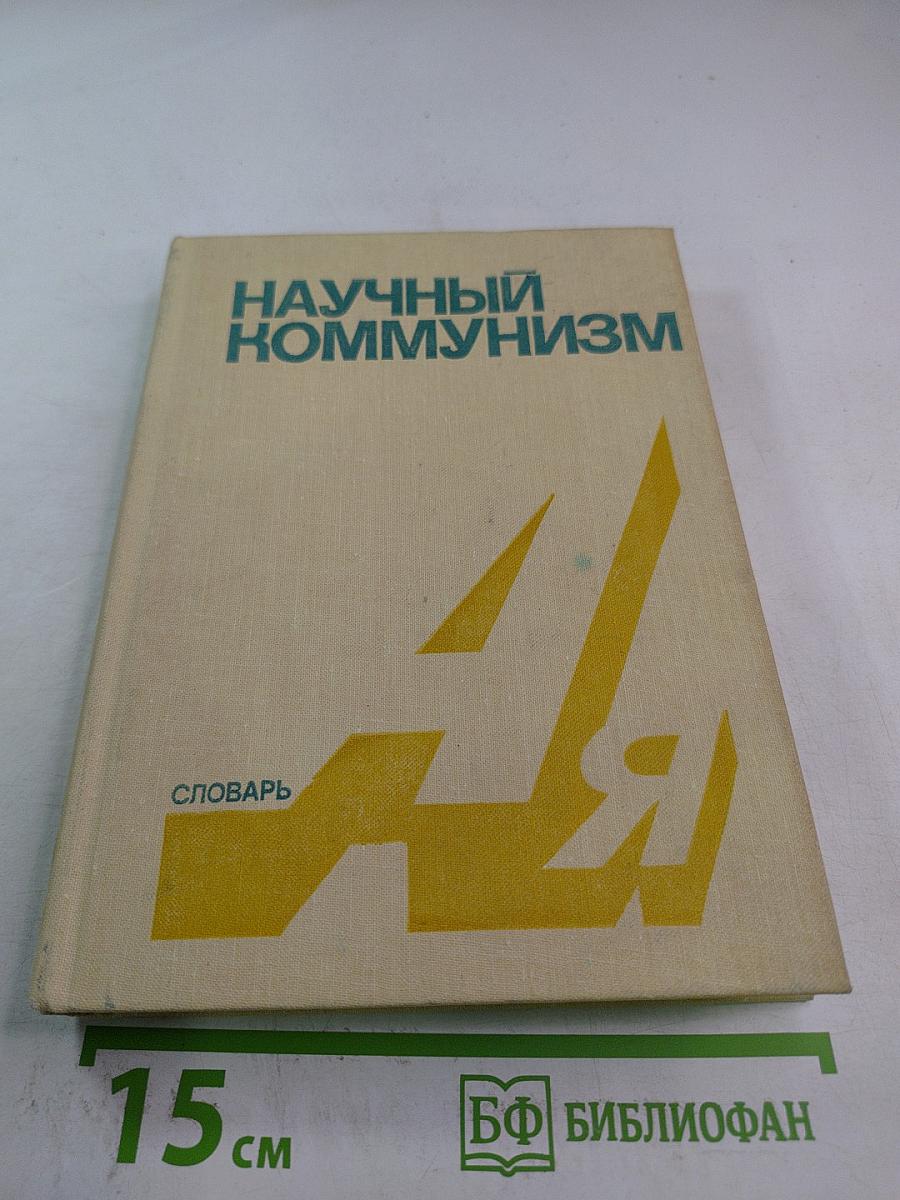 НАУЧНЫЙ
КОММУНИЗМ
А
Я
СЛОВАРЬ
15 см
БФ БИБЛИОФАН